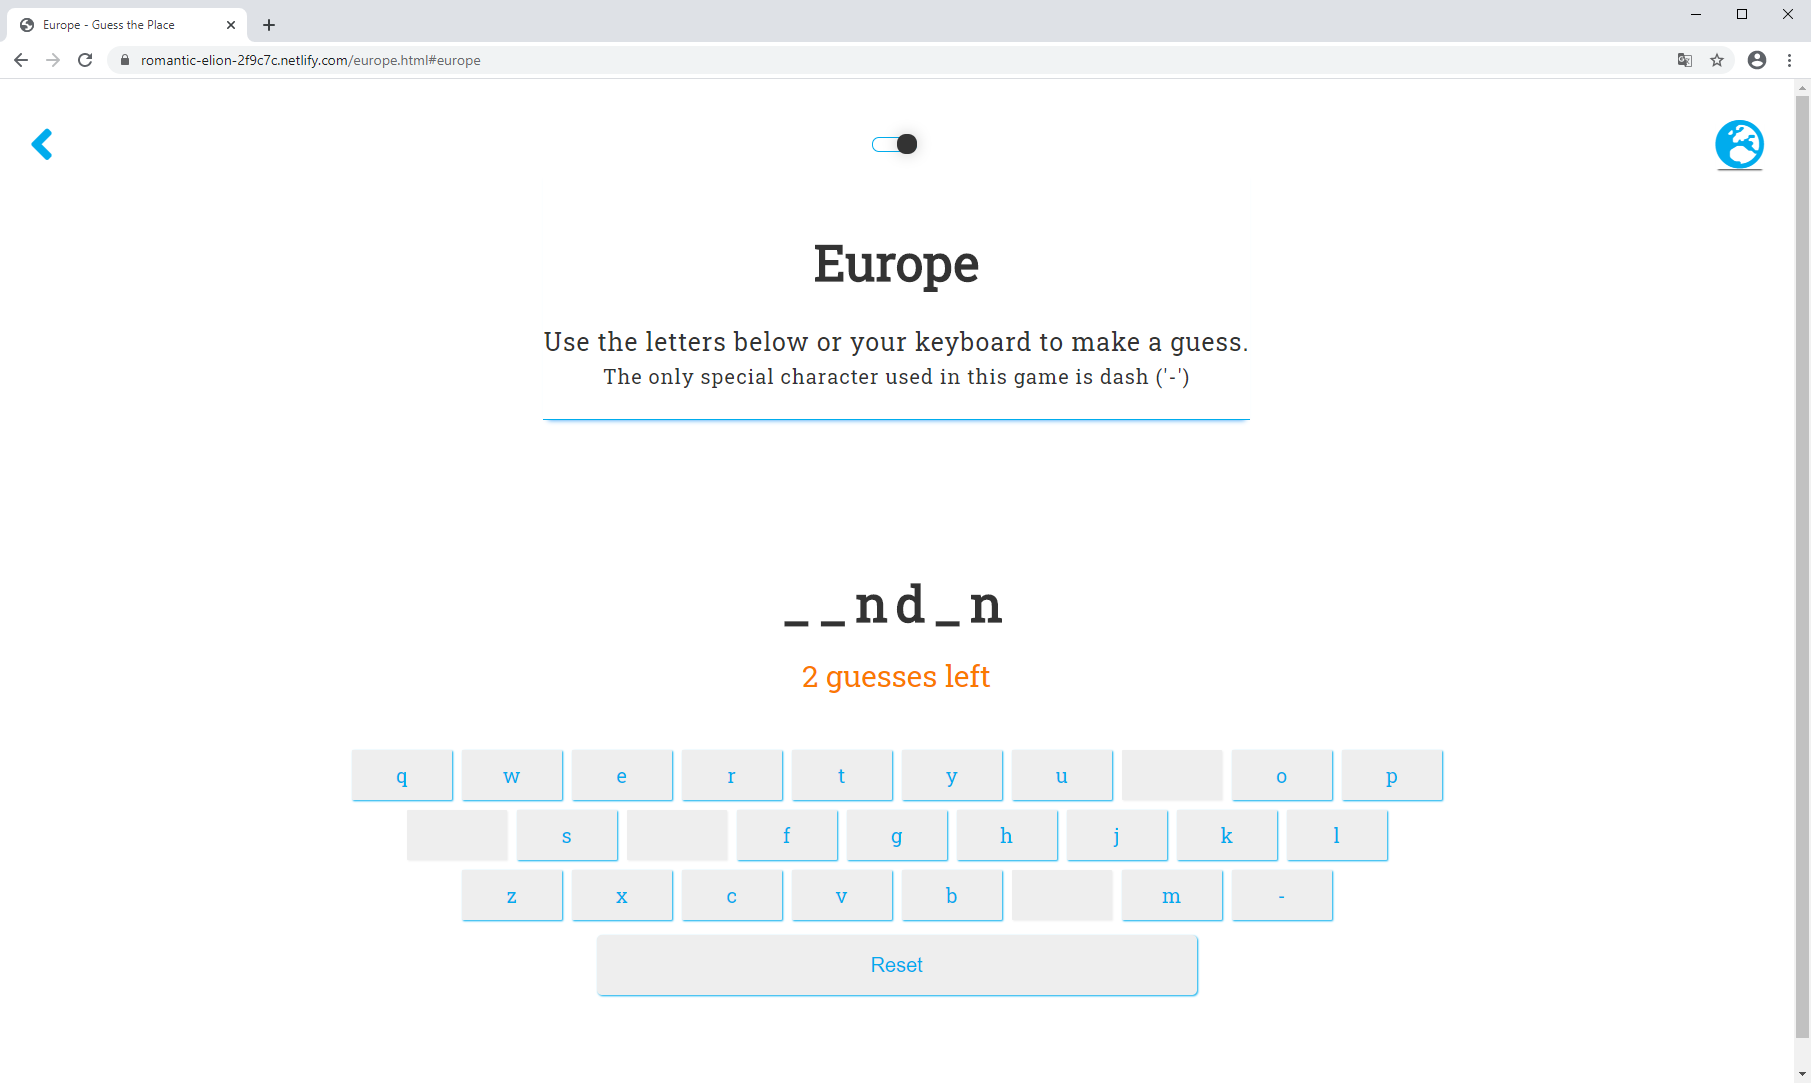 Europe - Guess the Place
romantic-elion-2f9c7c.netlify.com/europe.html#europe
Europe
Use the letters below or your keyboard to make a guess.
The only special character used in this game is dash ('-')
_ _ n d _ n
2 guesses left
q w e r t y u o p
s f g h j k l
z x c v b m -
Reset